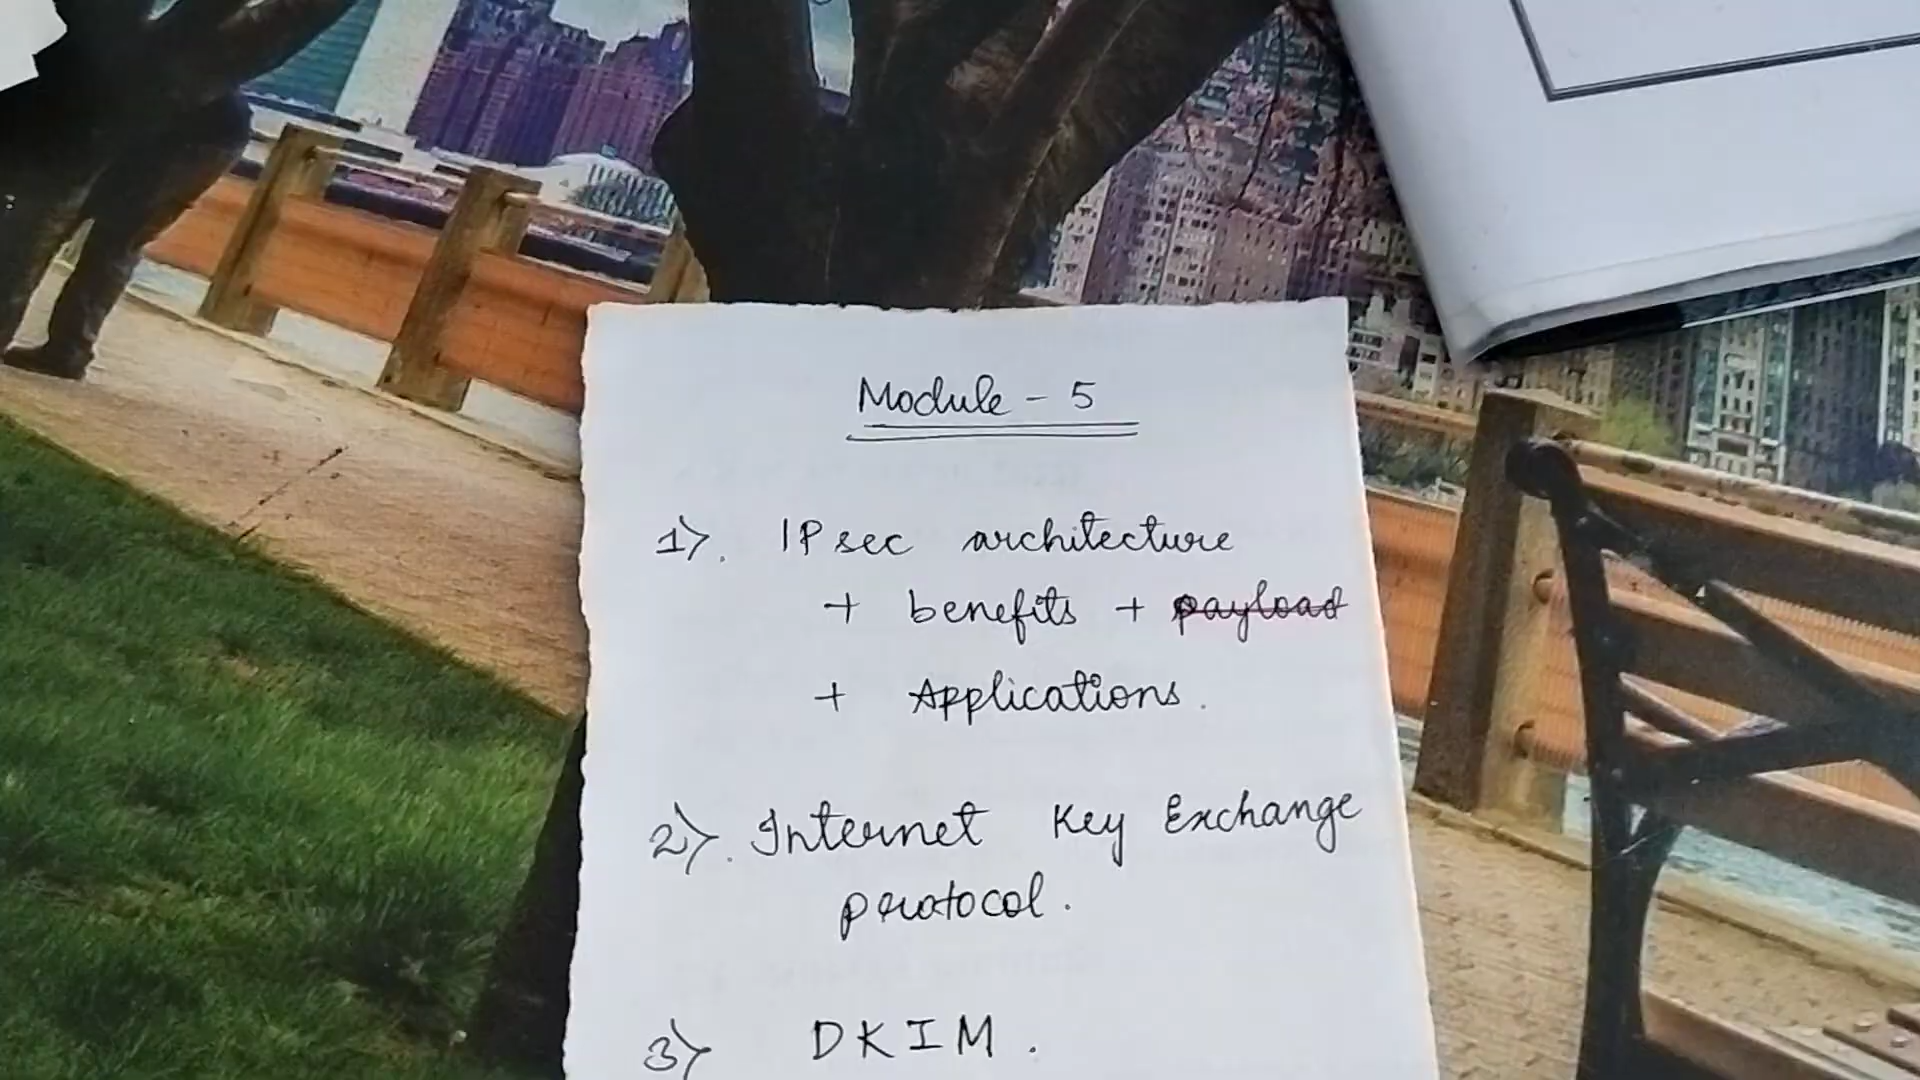 Module - 5
1). IPsec architecture
+ benefits + payload
+ Applications.
2). Internet Key Exchange
protocol.
3) DKIM.